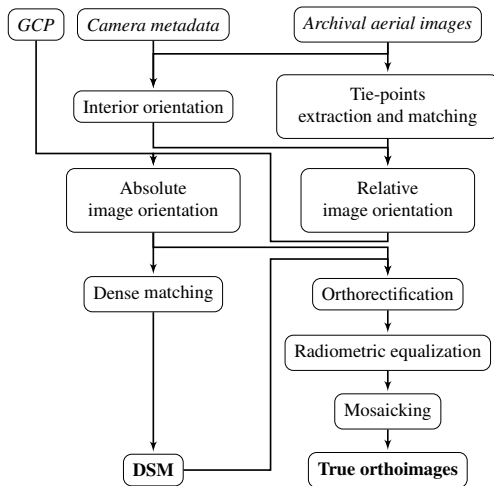 GCP
Camera metadata
Archival aerial images
Interior orientation
Tie-points
extraction and matching
Absolute
image orientation
Relative
image orientation
Dense matching
Orthorectification
Radiometric equalization
Mosaicking
DSM
True orthoimages